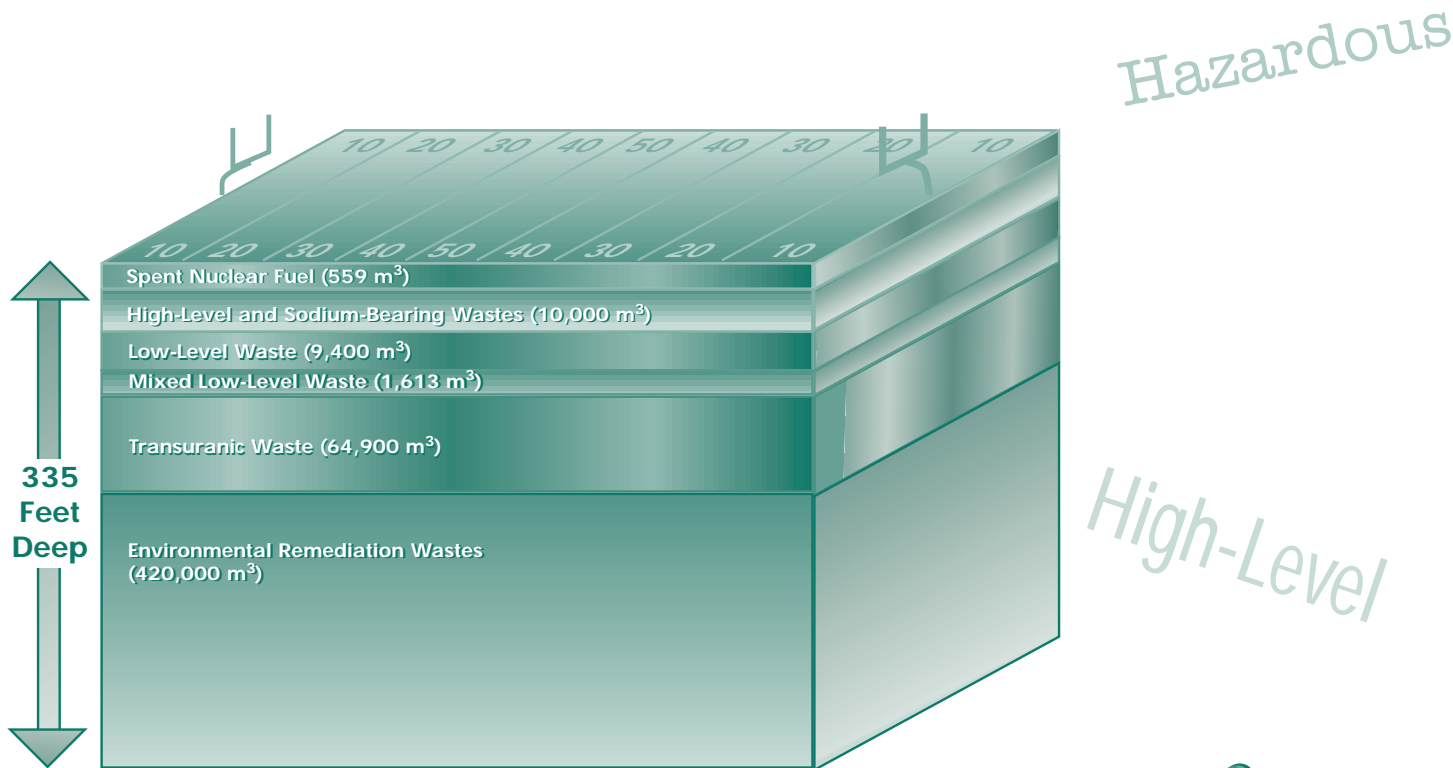 Hazardous
10 20 30 40 50 40 30 20 10
10 20 30 40 50 40 30 20 10
Spent Nuclear Fuel (559 m³)
High-Level and Sodium-Bearing Wastes (10,000 m³)
Low-Level Waste (9,400 m³)
Mixed Low-Level Waste (1,613 m³)
Transuranic Waste (64,900 m³)
335
Feet
Deep
Environmental Remediation Wastes
(420,000 m³)
High-Level